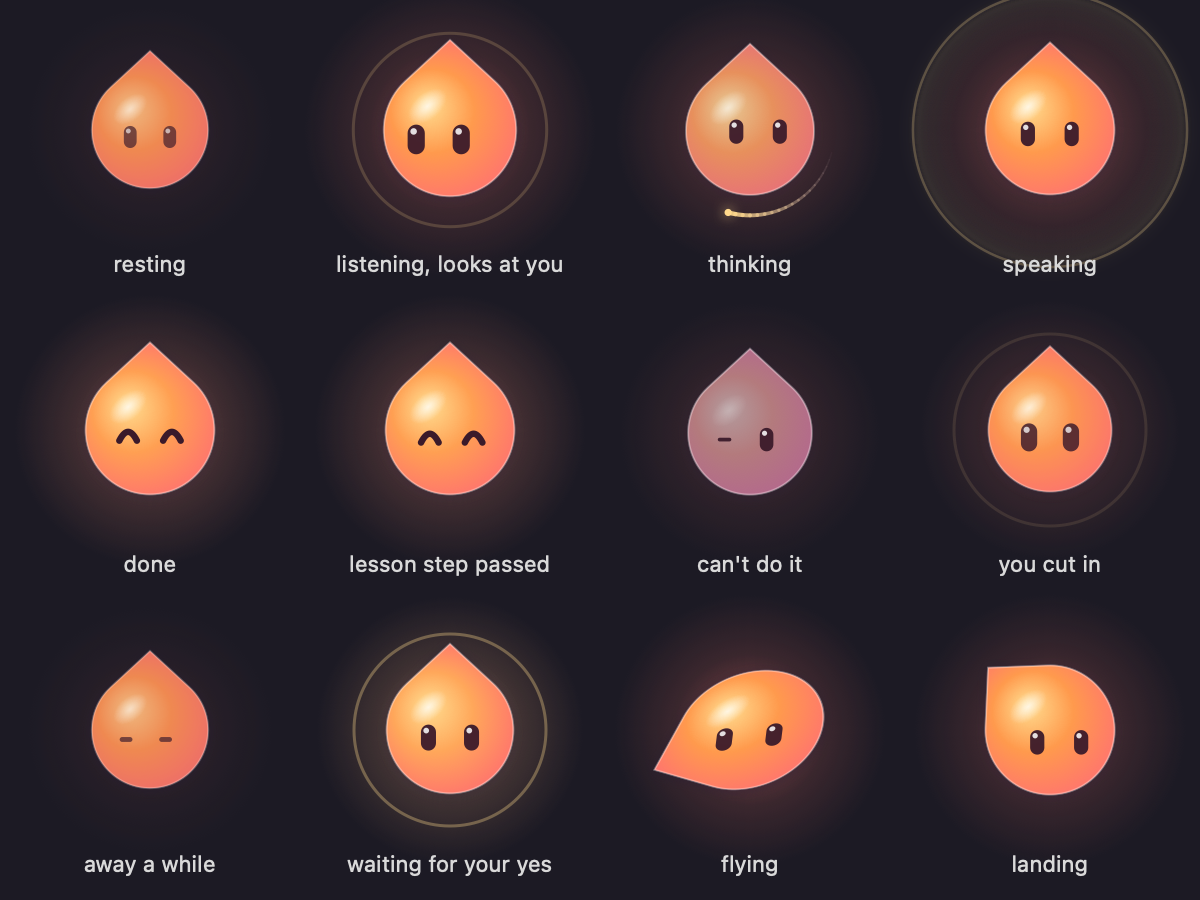 resting
listening, looks at you
thinking
speaking
done
lesson step passed
can't do it
you cut in
away a while
waiting for your yes
flying
landing